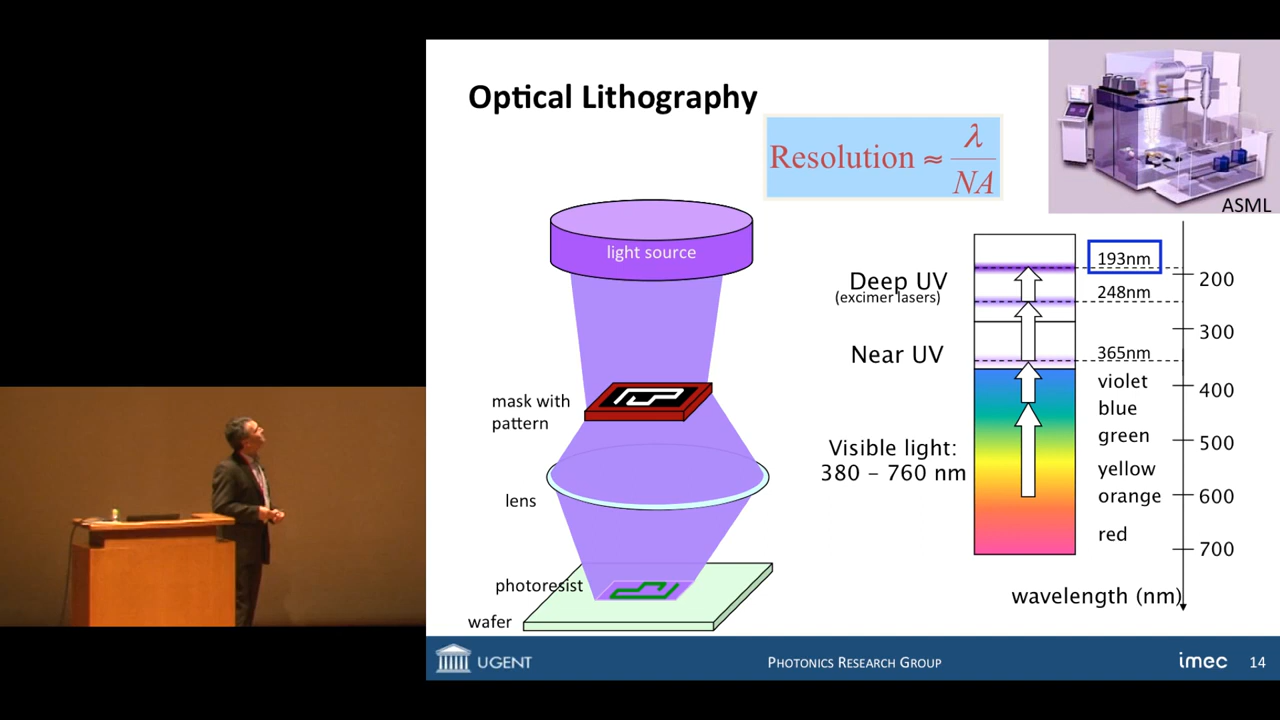 Optical Lithography
Resolution ≈ λ / NA
ASML
light source
mask with
pattern
lens
photoresist
wafer
Deep UV
(excimer lasers)
Near UV
Visible light:
380 – 760 nm
193nm
248nm
365nm
violet
blue
green
yellow
orange
red
200
300
400
500
600
700
wavelength (nm)
UGENT
PHOTONICS RESEARCH GROUP
imec
14